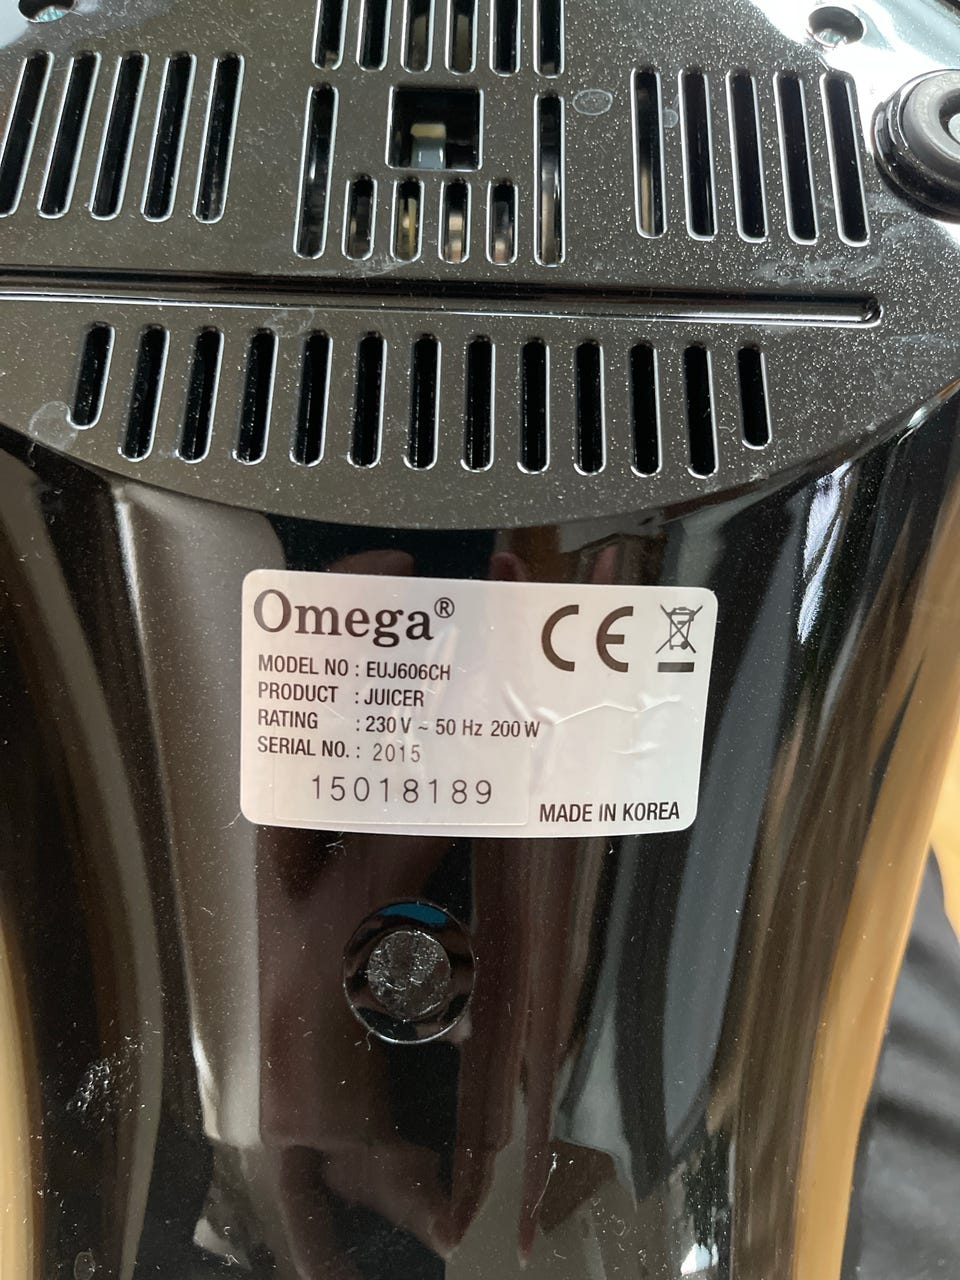 Omega®
CE
MODEL NO : EUJ606CH
PRODUCT : JUICER
RATING : 230 V ~ 50 Hz 200 W
SERIAL NO. : 2015
15018189
MADE IN KOREA